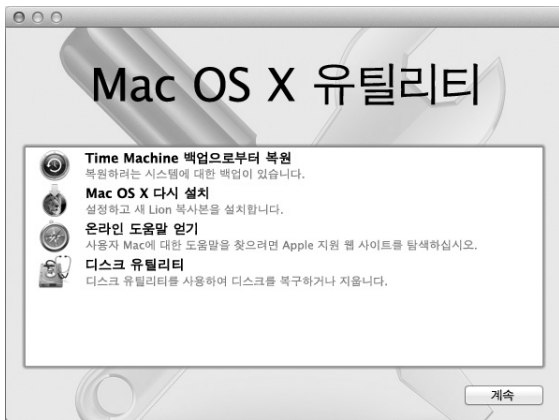 Mac OS X 유틸리티
Time Machine 백업으로부터 복원
복원하려는 시스템에 대한 백업이 있습니다.
Mac OS X 다시 설치
설정하고 새 Lion 복사본을 설치합니다.
온라인 도움말 얻기
사용자 Mac에 대한 도움말을 찾으려면 Apple 지원 웹 사이트를 탐색하십시오.
디스크 유틸리티
디스크 유틸리티를 사용하여 디스크를 복구하거나 지웁니다.
계속